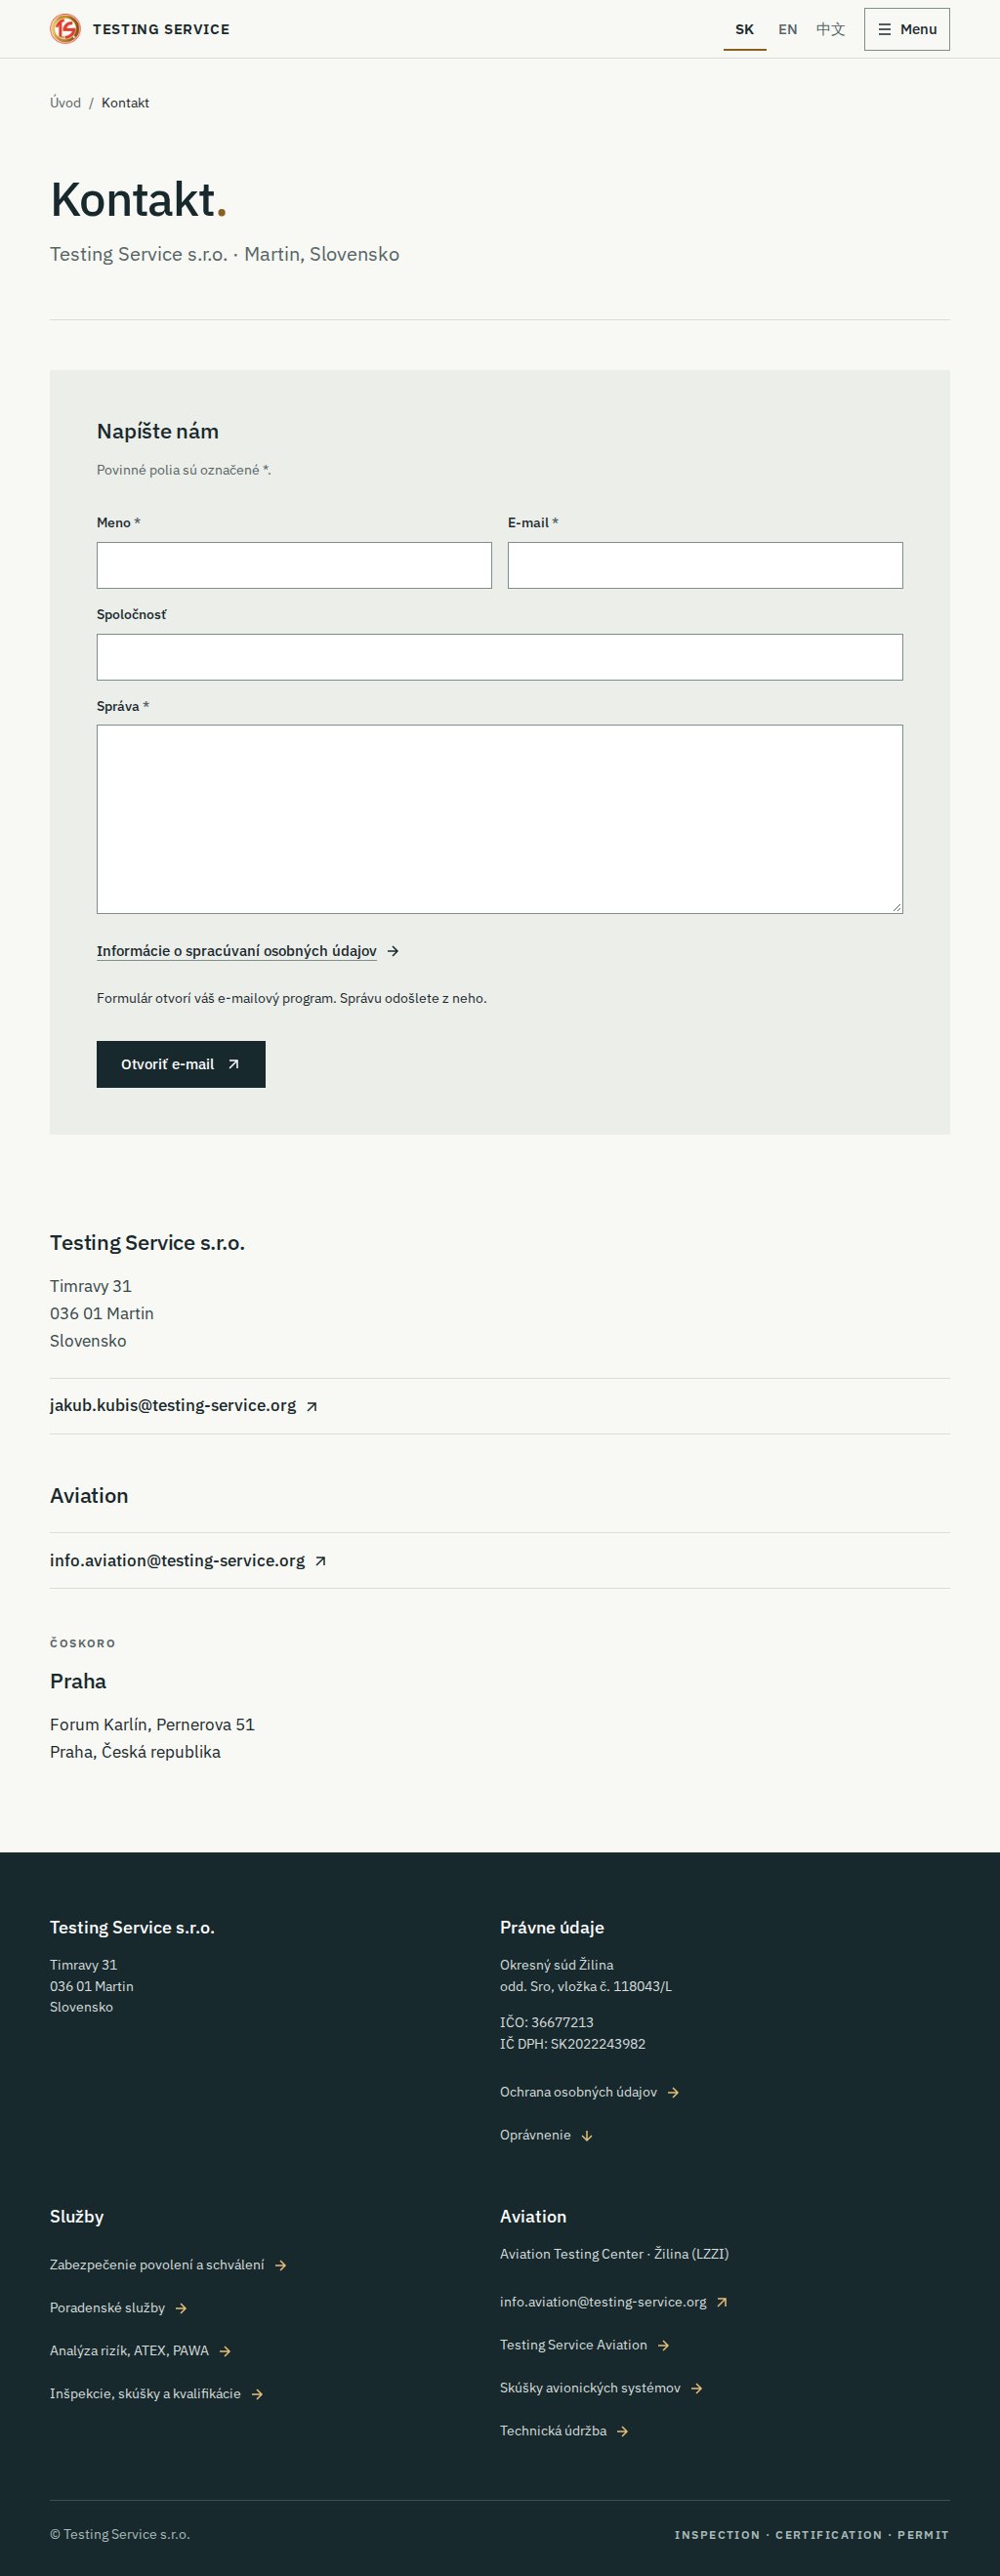 TESTING SERVICE
SK EN 中文 Menu
Úvod / Kontakt
Kontakt.
Testing Service s.r.o. · Martin, Slovensko
Napíšte nám
Povinné polia sú označené *.
Meno * E-mail *
Spoločnosť
Správa *
Informácie o spracúvaní osobných údajov
Formulár otvorí váš e-mailový program. Správu odošlete z neho.
Otvoriť e-mail
Testing Service s.r.o.
Timravy 31
036 01 Martin
Slovensko
jakub.kubis@testing-service.org
Aviation
info.aviation@testing-service.org
ČOSKORO
Praha
Forum Karlín, Pernerova 51
Praha, Česká republika
Testing Service s.r.o.
Timravy 31
036 01 Martin
Slovensko
Právne údaje
Okresný súd Žilina
odd. Sro, vložka č. 118043/L
IČO: 36677213
IČ DPH: SK2022243982
Ochrana osobných údajov
Oprávnenie
Služby
Zabezpečenie povolení a schválení
Poradenské služby
Analýza rizík, ATEX, PAWA
Inšpekcie, skúšky a kvalifikácie
Aviation
Aviation Testing Center · Žilina (LZZI)
info.aviation@testing-service.org
Testing Service Aviation
Skúšky avionických systémov
Technická údržba
© Testing Service s.r.o.
INSPECTION · CERTIFICATION · PERMIT